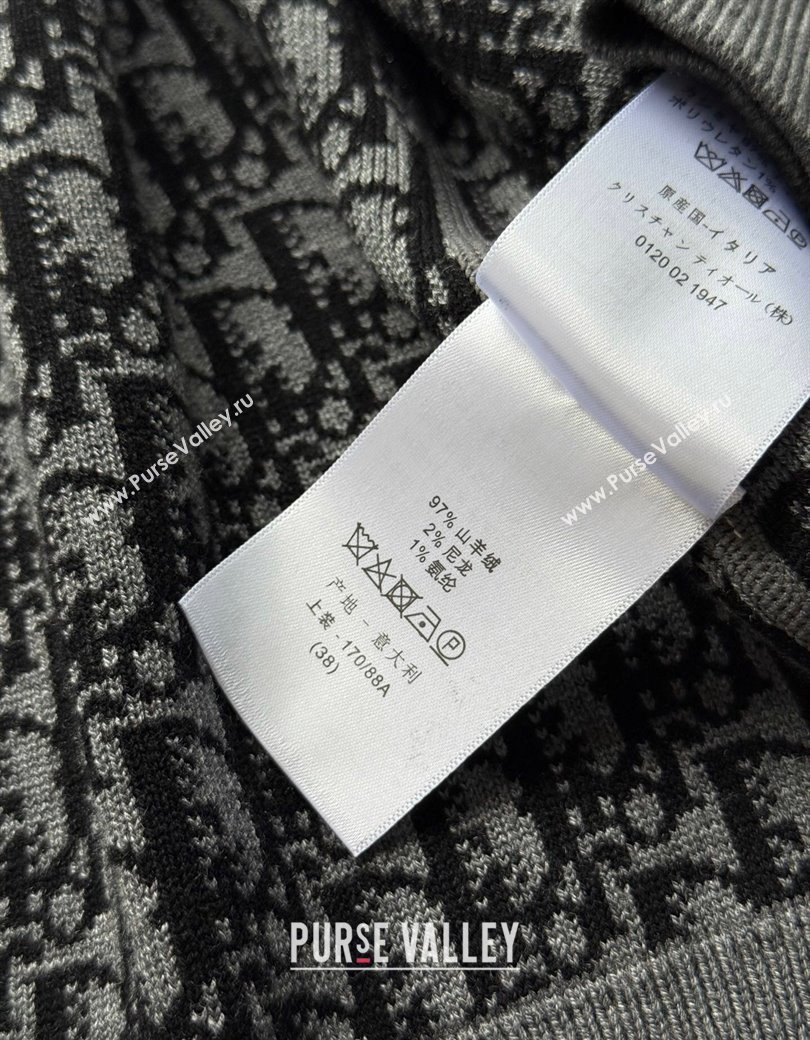 ポリウレタン1%
原産国-イタリア
クリスチャン ディオール（株）
0120 02 1947
97% 山羊绒
2% 尼龙
1% 氨纶
P
产地 - 意大利
上装 - 170/88A
(38)
www.PurseValley.ru
www.PurseValley.ru
PURSE VALLEY